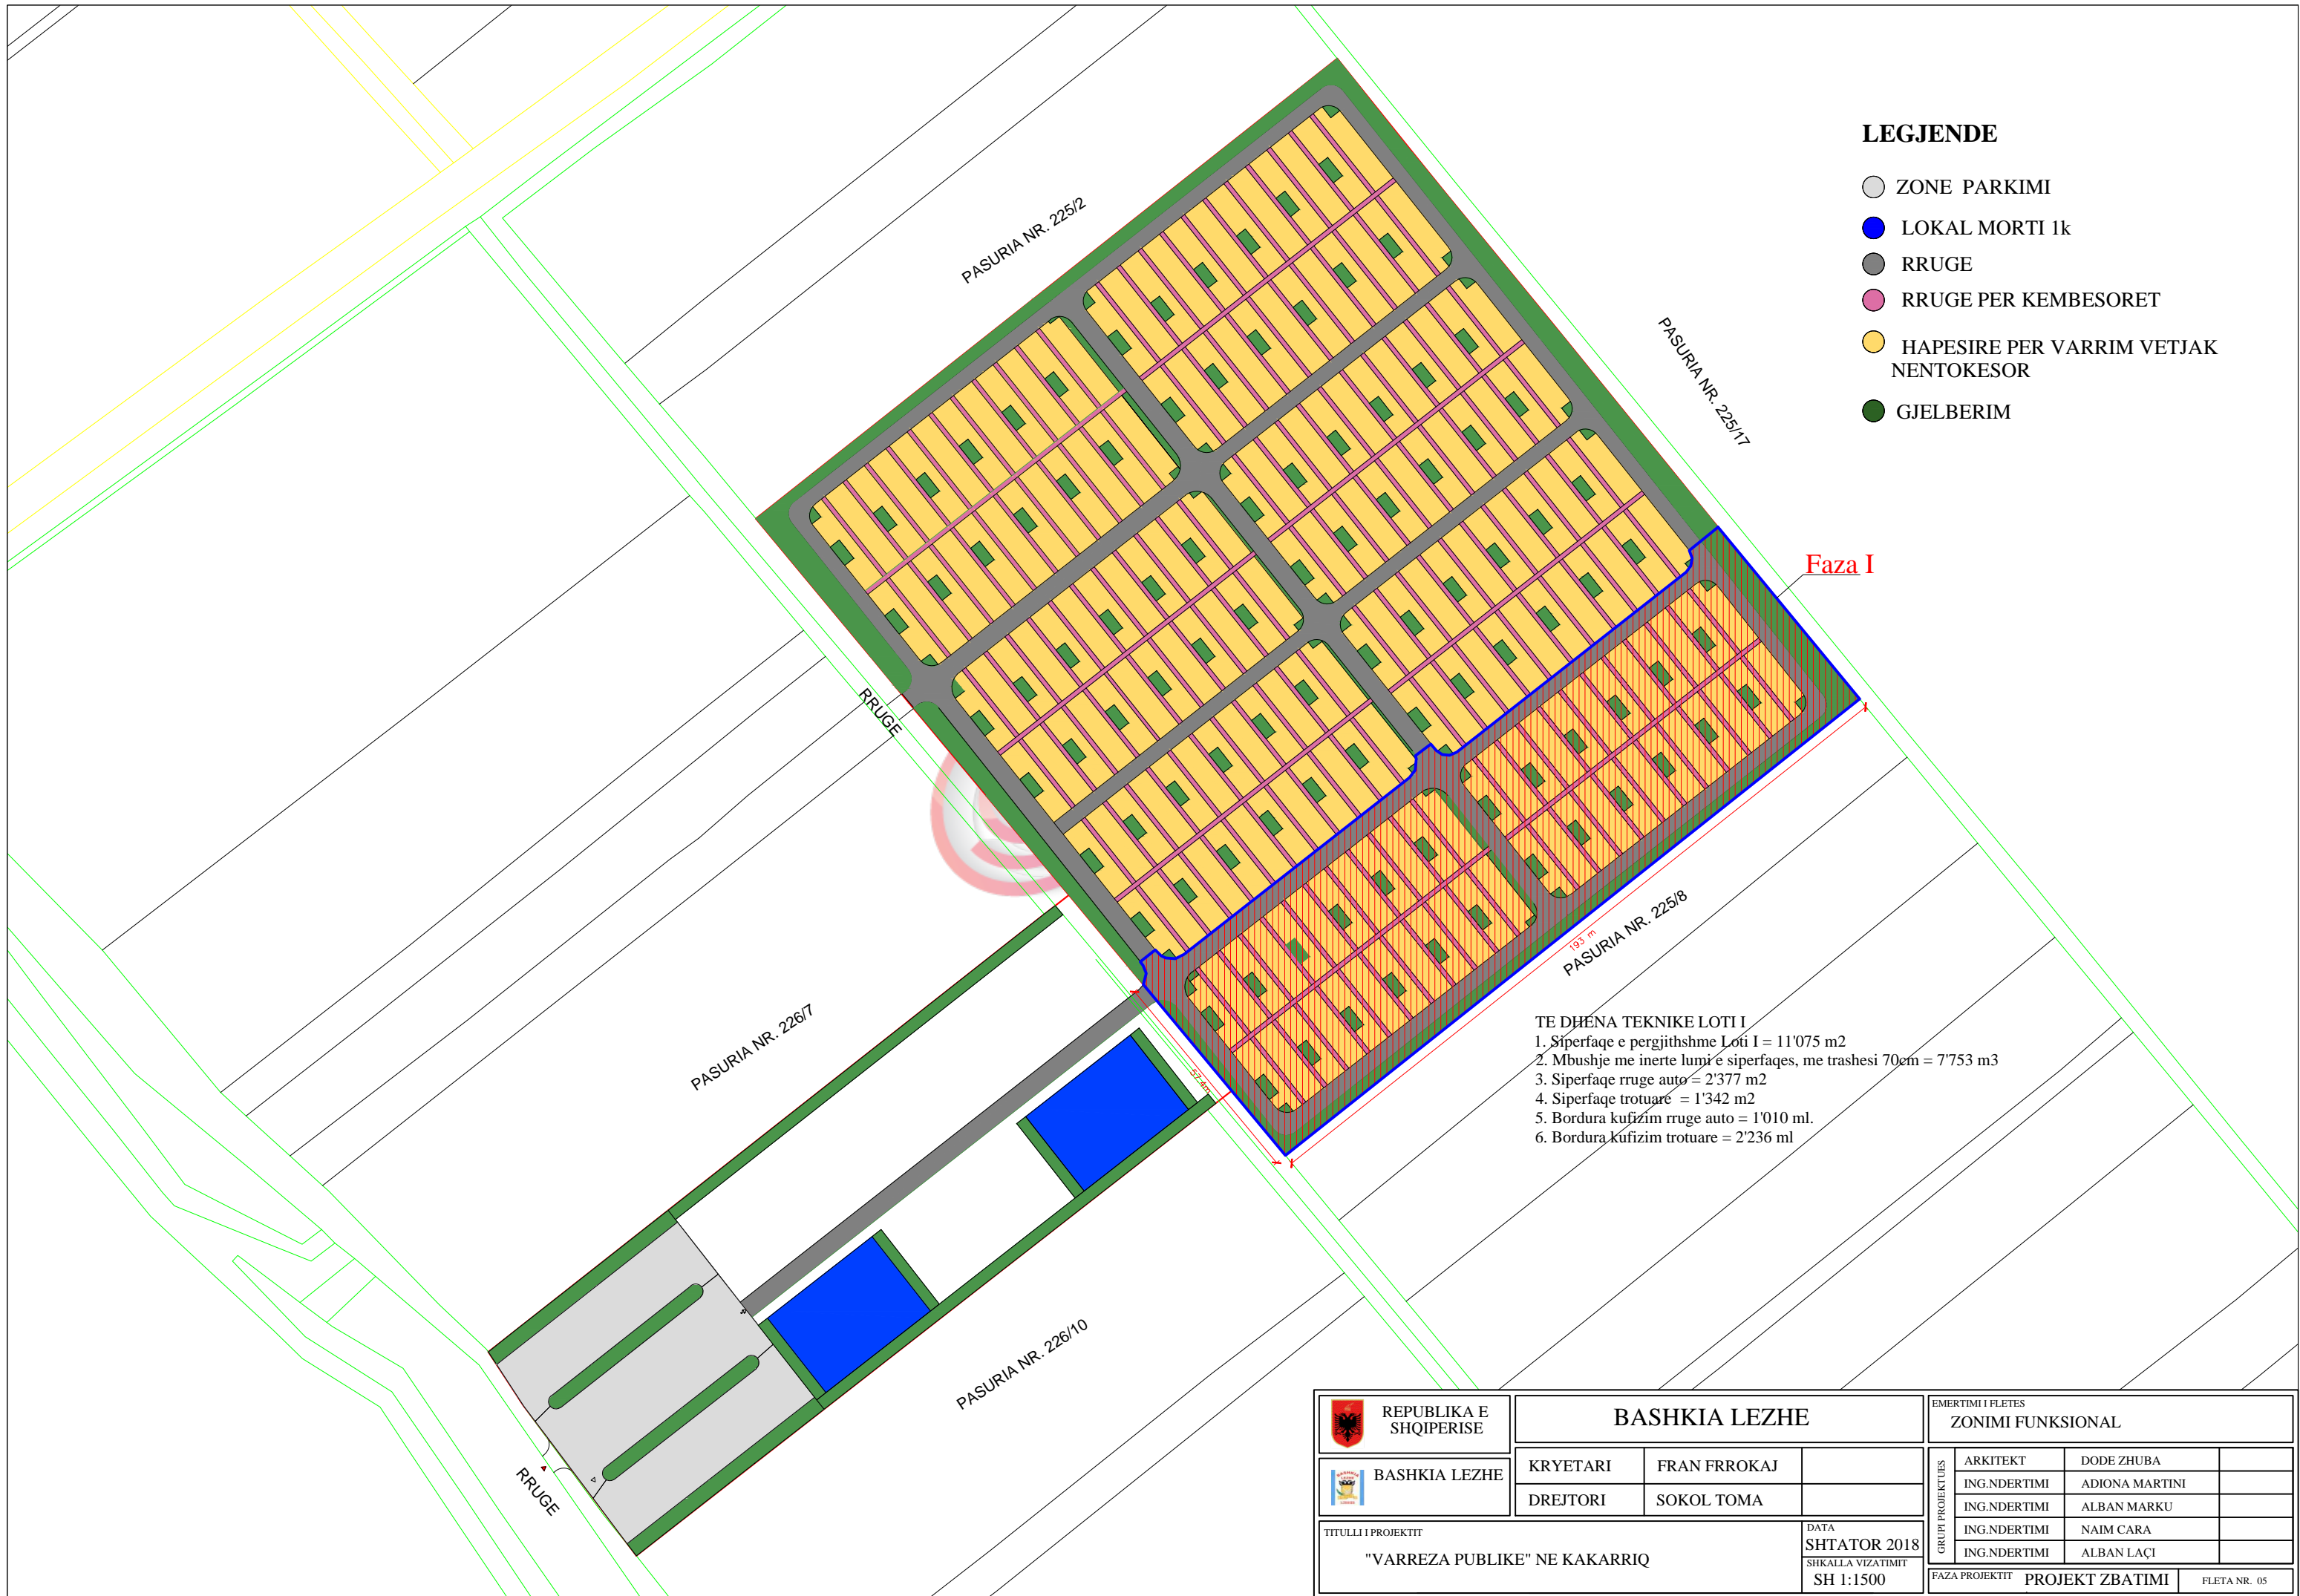 LEGJENDE
ZONE PARKIMI
LOKAL MORTI 1k
RRUGE
RRUGE PER KEMBESORET
HAPESIRE PER VARRIM VETJAK
NENTOKESOR
GJELBERIM
PASURIA NR. 225/2
PASURIA NR. 225/17
Faza I
RRUGE
PASURIA NR. 225/8
193 m
57.4m
PASURIA NR. 226/7
PASURIA NR. 226/10
RRUGE
TE DHENA TEKNIKE LOTI I
1. Siperfaqe e pergjithshme Loti I = 11'075 m2
2. Mbushje me inerte lumi e siperfaqes, me trashesi 70cm = 7'753 m3
3. Siperfaqe rruge auto = 2'377 m2
4. Siperfaqe trotuare = 1'342 m2
5. Bordura kufizim rruge auto = 1'010 ml.
6. Bordura kufizim trotuare = 2'236 ml
REPUBLIKA E
SHQIPERISE
BASHKIA LEZHE
BASHKIA LEZHE
KRYETARI FRAN FRROKAJ
DREJTORI SOKOL TOMA
TITULLI I PROJEKTIT
"VARREZA PUBLIKE" NE KAKARRIQ
DATA
SHTATOR 2018
SHKALLA VIZATIMIT
SH 1:1500
EMERTIMI I FLETES
ZONIMI FUNKSIONAL
GRUPI PROJEKTUES
ARKITEKT DODE ZHUBA
ING.NDERTIMI ADIONA MARTINI
ING.NDERTIMI ALBAN MARKU
ING.NDERTIMI NAIM CARA
ING.NDERTIMI ALBAN LAÇI
FAZA PROJEKTIT PROJEKT ZBATIMI FLETA NR. 05